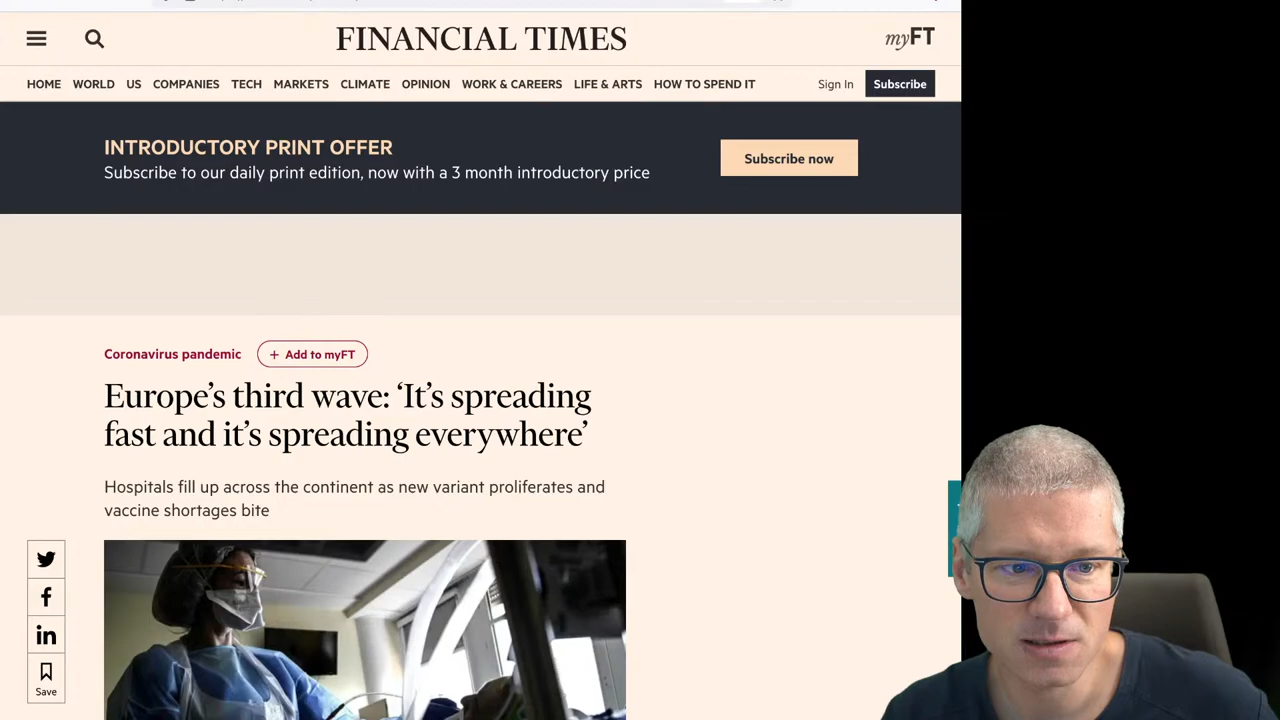 FINANCIAL TIMES
myFT
HOME WORLD US COMPANIES TECH MARKETS CLIMATE OPINION WORK & CAREERS LIFE & ARTS HOW TO SPEND IT Sign In Subscribe
INTRODUCTORY PRINT OFFER
Subscribe to our daily print edition, now with a 3 month introductory price
Subscribe now
Coronavirus pandemic + Add to myFT
Europe’s third wave: ‘It’s spreading
fast and it’s spreading everywhere’
Hospitals fill up across the continent as new variant proliferates and
vaccine shortages bite
f
in
Save